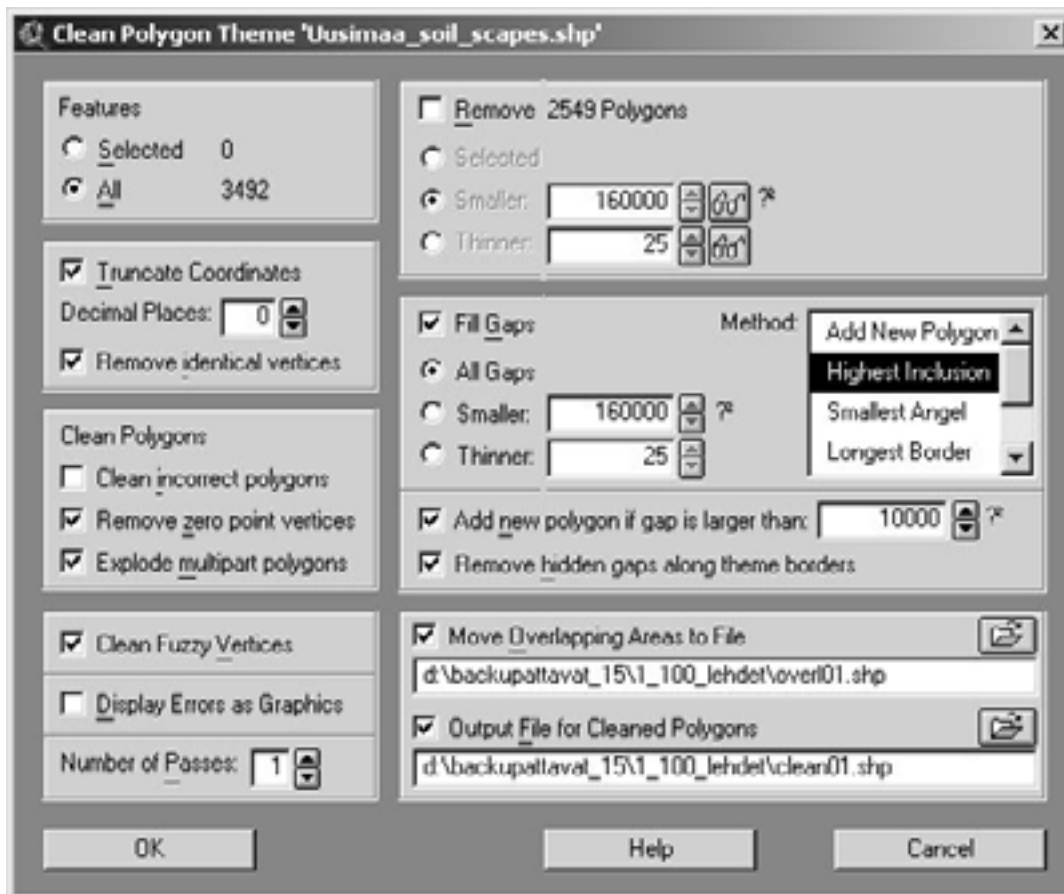 Clean Polygon Theme 'Uusimaa_soil_scapes.shp'
Features
Selected 0
All 3492
Truncate Coordinates
Decimal Places: 0
Remove identical vertices
Clean Polygons
Clean incorrect polygons
Remove zero point vertices
Explode multipart polygons
Clean Fuzzy Vertices
Display Errors as Graphics
Number of Passes: 1
Remove 2549 Polygons
Selected
Smaller: 160000 ?²
Thinner: 25
Fill Gaps
All Gaps
Smaller: 160000 ?²
Thinner: 25
Method:
Add New Polygon
Highest Inclusion
Smallest Angel
Longest Border
Add new polygon if gap is larger than: 10000 ?²
Remove hidden gaps along theme borders
Move Overlapping Areas to File
d:\backupattavat_15\1_100_lehdet\overl01.shp
Output File for Cleaned Polygons
d:\backupattavat_15\1_100_lehdet\clean01.shp
OK
Help
Cancel